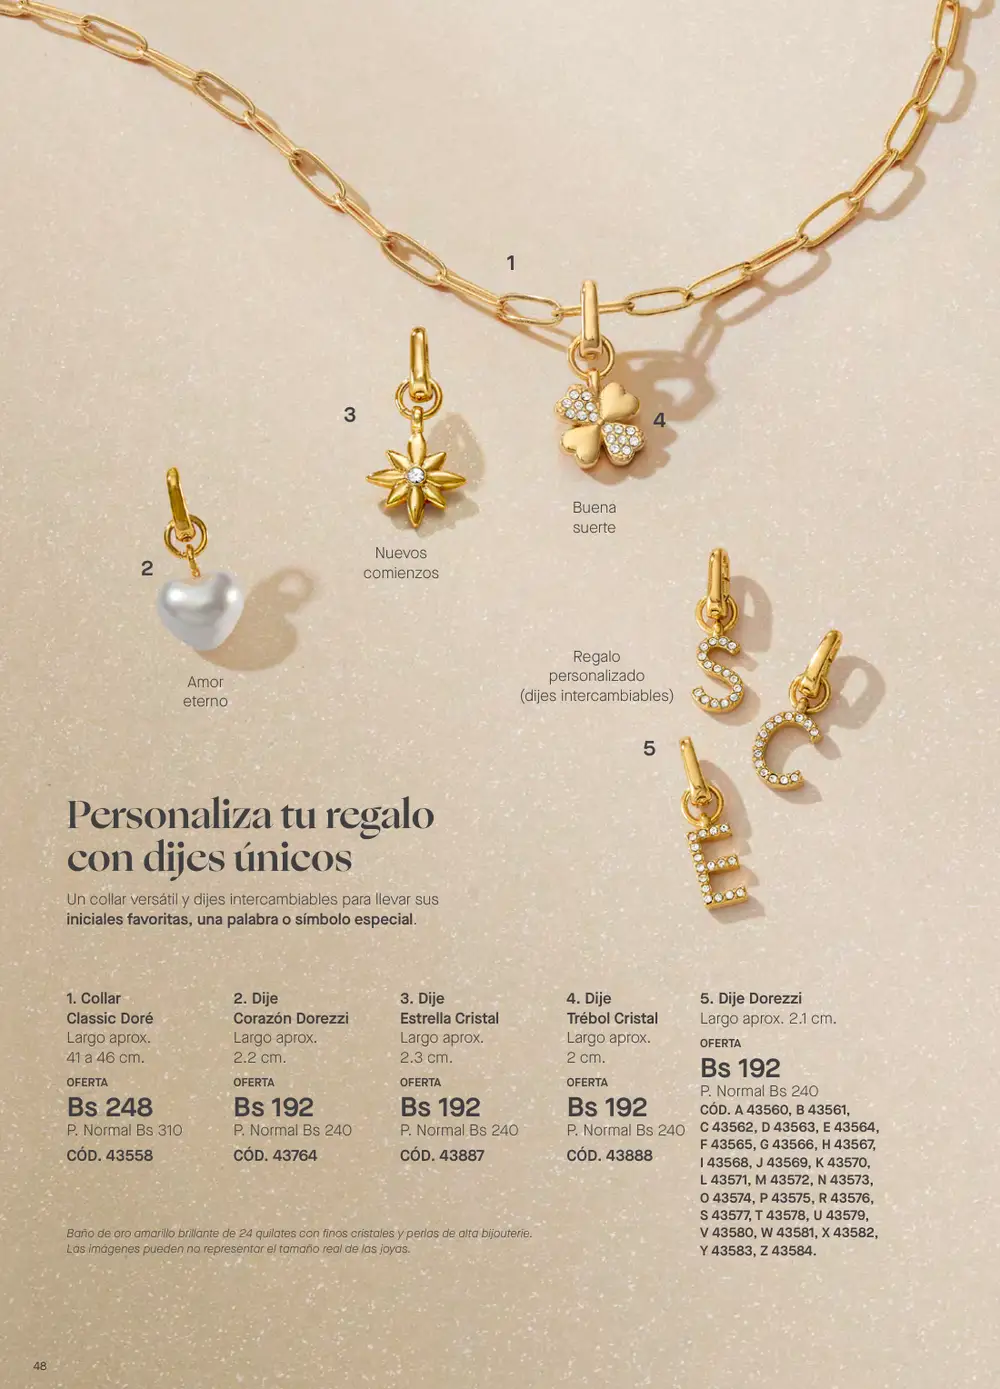 1
3
4
Buena
suerte
Nuevos
comienzos
2
Amor
eterno
Regalo
personalizado
(dijes intercambiables)
5
Personaliza tu regalo
con dijes únicos
Un collar versátil y dijes intercambiables para llevar sus
iniciales favoritas, una palabra o símbolo especial.
1. Collar
Classic Doré
Largo aprox.
41 a 46 cm.
OFERTA
Bs 248
P. Normal Bs 310
CÓD. 43558
2. Dije
Corazón Dorezzi
Largo aprox.
2.2 cm.
OFERTA
Bs 192
P. Normal Bs 240
CÓD. 43764
3. Dije
Estrella Cristal
Largo aprox.
2.3 cm.
OFERTA
Bs 192
P. Normal Bs 240
CÓD. 43887
4. Dije
Trébol Cristal
Largo aprox.
2 cm.
OFERTA
Bs 192
P. Normal Bs 240
CÓD. 43888
5. Dije Dorezzi
Largo aprox. 2.1 cm.
OFERTA
Bs 192
P. Normal Bs 240
CÓD. A 43560, B 43561,
C 43562, D 43563, E 43564,
F 43565, G 43566, H 43567,
I 43568, J 43569, K 43570,
L 43571, M 43572, N 43573,
O 43574, P 43575, R 43576,
S 43577, T 43578, U 43579,
V 43580, W 43581, X 43582,
Y 43583, Z 43584.
Baño de oro amarillo brillante de 24 quilates con finos cristales y perlas de alta bijouterie.
Las imágenes pueden no representar el tamaño real de las joyas.
48
S
C
E